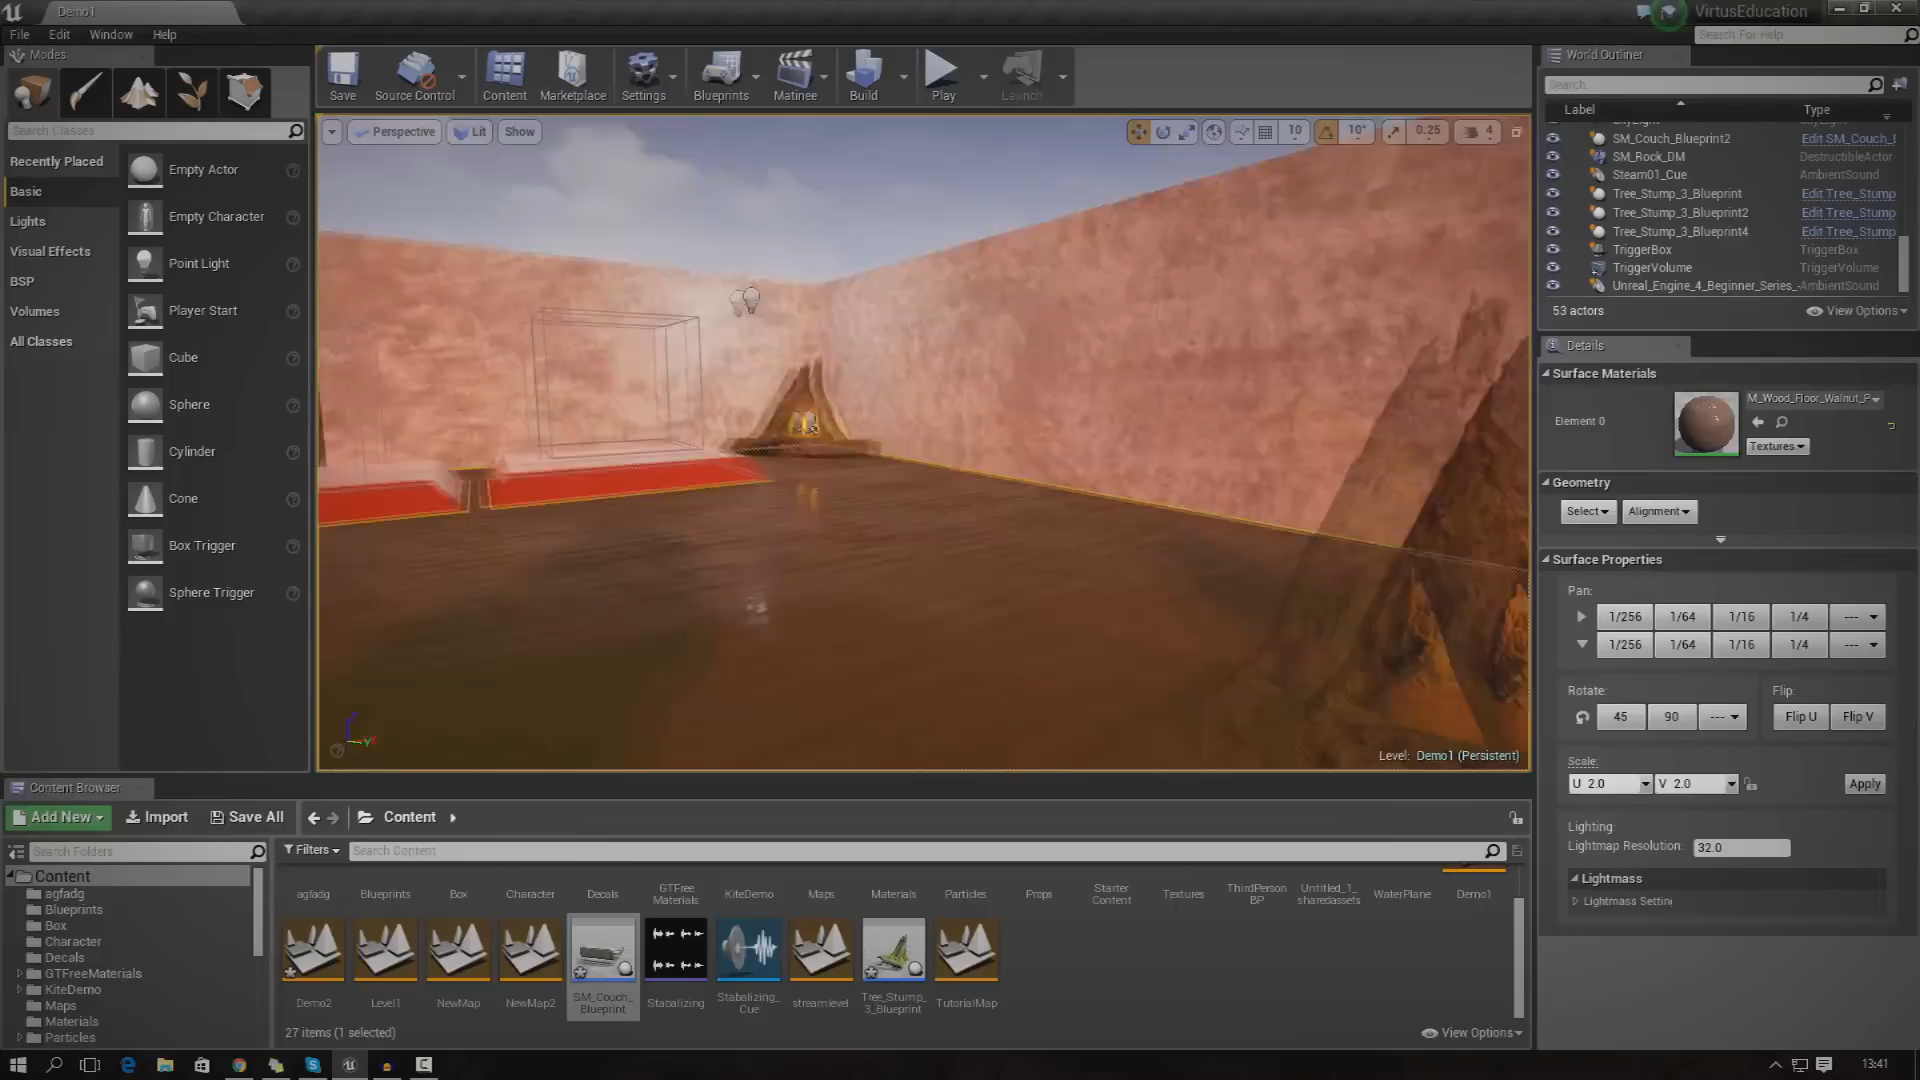 Demo1
VirtusEducation
File Edit Window Help
Search For Help
Modes
Search Classes
Recently Placed
Basic
Lights
Visual Effects
BSP
Volumes
All Classes
Empty Actor
Empty Character
Point Light
Player Start
Cube
Sphere
Cylinder
Cone
Box Trigger
Sphere Trigger
Save Source Control Content Marketplace Settings Blueprints Matinee Build Play Launch
Perspective Lit Show
10 10° 0.25 4
Level: Demo1 (Persistent)
World Outliner
Search.
Label Type
SM_Couch_Blueprint2 Edit SM_Couch_
SM_Rock_DM DestructibleActor
Steam01_Cue AmbientSound
Tree_Stump_3_Blueprint Edit Tree_Stump
Tree_Stump_3_Blueprint2 Edit Tree_Stump
Tree_Stump_3_Blueprint4 Edit Tree_Stump
TriggerBox TriggerBox
TriggerVolume TriggerVolume
Unreal_Engine_4_Beginner_Series_- AmbientSound
53 actors View Options
Details
Surface Materials
Element 0
M_Wood_Floor_Walnut_P
Textures
Geometry
Select Alignment
Surface Properties
Pan:
1/256 1/64 1/16 1/4 ---
1/256 1/64 1/16 1/4 ---
Rotate: Flip:
45 90 --- Flip U Flip V
Scale:
U 2.0 V 2.0 Apply
Lighting:
Lightmap Resolution: 32.0
Lightmass
Lightmass Settin
Content Browser
Add New Import Save All Content
Search Folders
Content
agfadg
Blueprints
Box
Character
Decals
GTFreeMaterials
KiteDemo
Maps
Materials
Particles
Filters Search Content
agfadg Blueprints Box Character Decals GTFree Materials KiteDemo Maps Materials Particles Props Starter Content Textures ThirdPerson BP Untitled_1_ sharedassets WaterPlane Demo1
Demo2 Level1 NewMap NewMap2 SM_Couch_ Blueprint Stabalizing Stabalizing_ Cue streamlevel Tree_Stump_ 3_Blueprint TutorialMap
27 items (1 selected) View Options
13:41